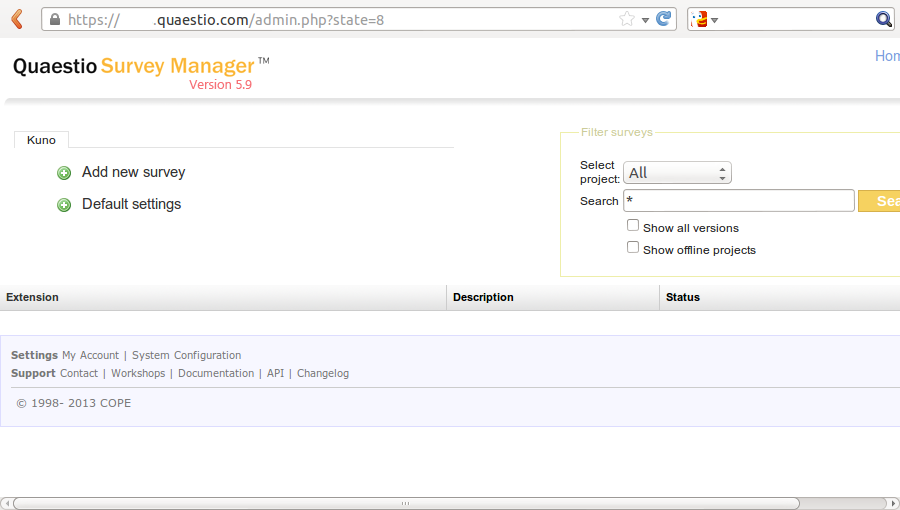 https:// .quaestio.com/admin.php?state=8
Quaestio Survey Manager™
Version 5.9
Kuno
Add new survey
Default settings
Filter surveys
Select project:
All
Search
*
Show all versions
Show offline projects
Extension Description Status
Settings My Account | System Configuration
Support Contact | Workshops | Documentation | API | Changelog
© 1998- 2013 COPE